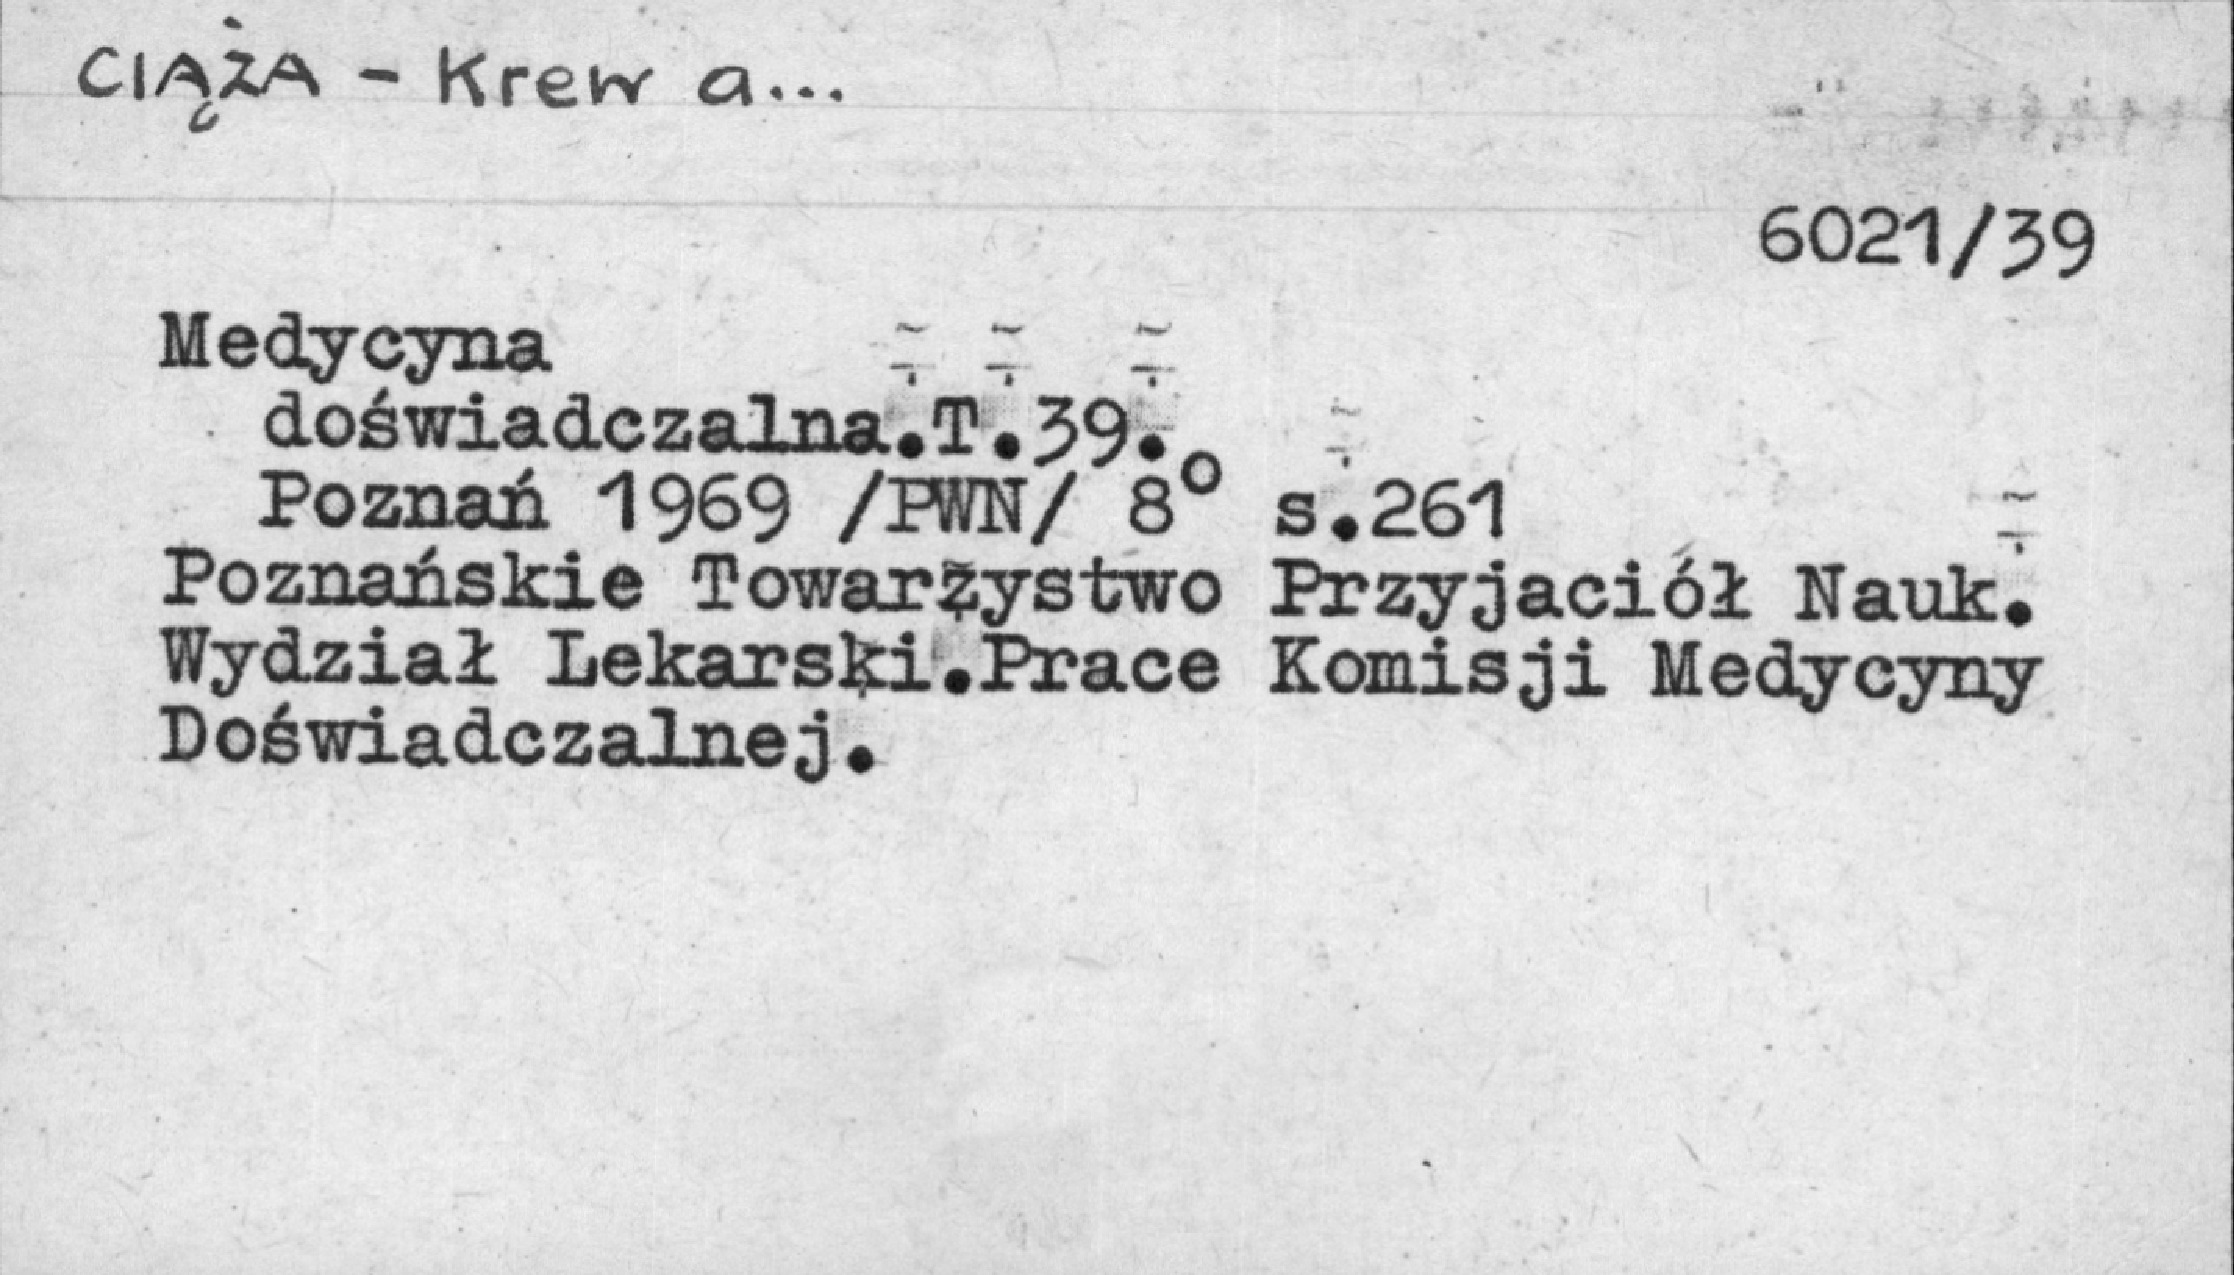 CIĄŻA - Krew a...
6021/39
Medycyna
doświadczalna.T.39.
Poznań 1969 /PWN/ 8° s.261
Poznańskie Towarzystwo Przyjaciół Nauk.
Wydział Lekarski.Prace Komisji Medycyny
Doświadczalnej.